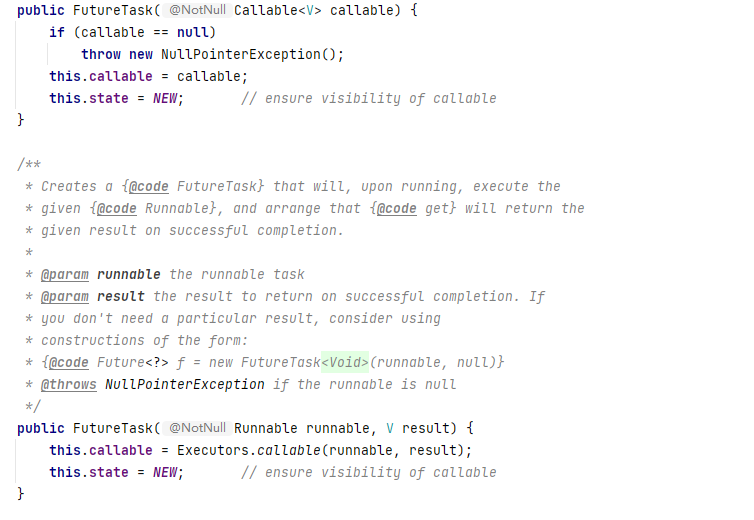 public FutureTask( @NotNull Callable<V> callable) {
    if (callable == null)
        throw new NullPointerException();
    this.callable = callable;
    this.state = NEW;       // ensure visibility of callable
}
/**
 * Creates a {@code FutureTask} that will, upon running, execute the
 * given {@code Runnable}, and arrange that {@code get} will return the
 * given result on successful completion.
 *
 * @param runnable the runnable task
 * @param result the result to return on successful completion. If
 * you don't need a particular result, consider using
 * constructions of the form:
 * {@code Future<?> f = new FutureTask<Void>(runnable, null)}
 * @throws NullPointerException if the runnable is null
 */
public FutureTask( @NotNull Runnable runnable, V result) {
    this.callable = Executors.callable(runnable, result);
    this.state = NEW;       // ensure visibility of callable
}